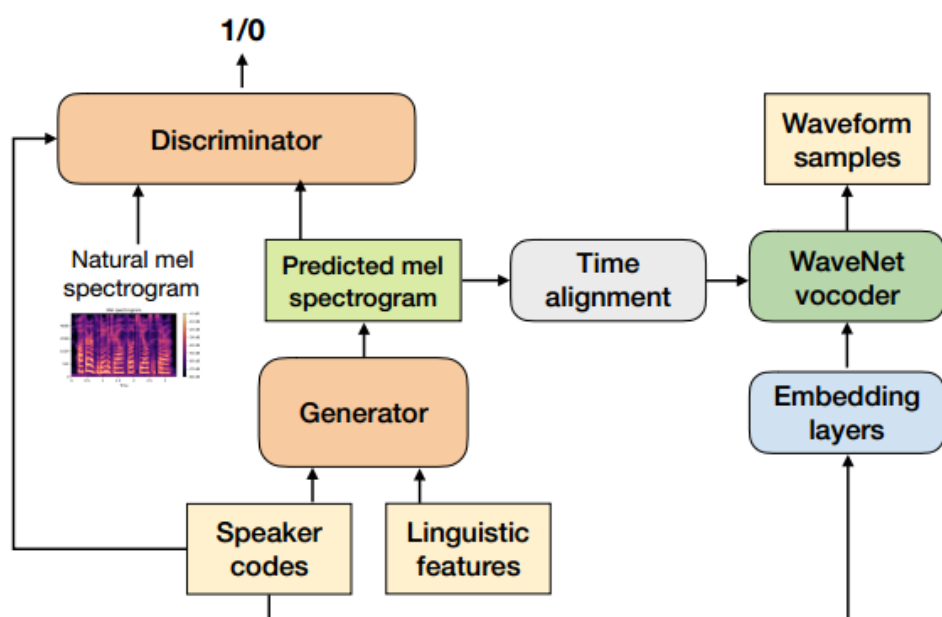 1/0
Discriminator
Waveform
samples
Natural mel
spectrogram
Predicted mel
spectrogram
Time
alignment
WaveNet
vocoder
Generator
Embedding
layers
Speaker
codes
Linguistic
features